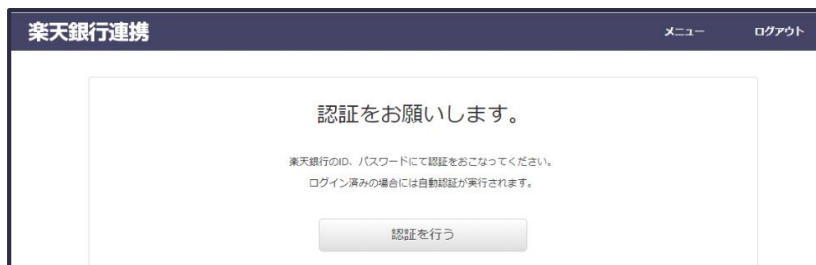 楽天銀行連携
メニュー
ログアウト
認証をお願いします。
楽天銀行のID、パスワードにて認証をおこなってください。
ログイン済みの場合には自動認証が実行されます。
認証を行う